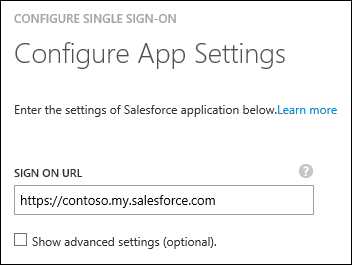 CONFIGURE SINGLE SIGN-ON
Configure App Settings
Enter the settings of Salesforce application below.Learn more
SIGN ON URL ?
https://contoso.my.salesforce.com
Show advanced settings (optional).